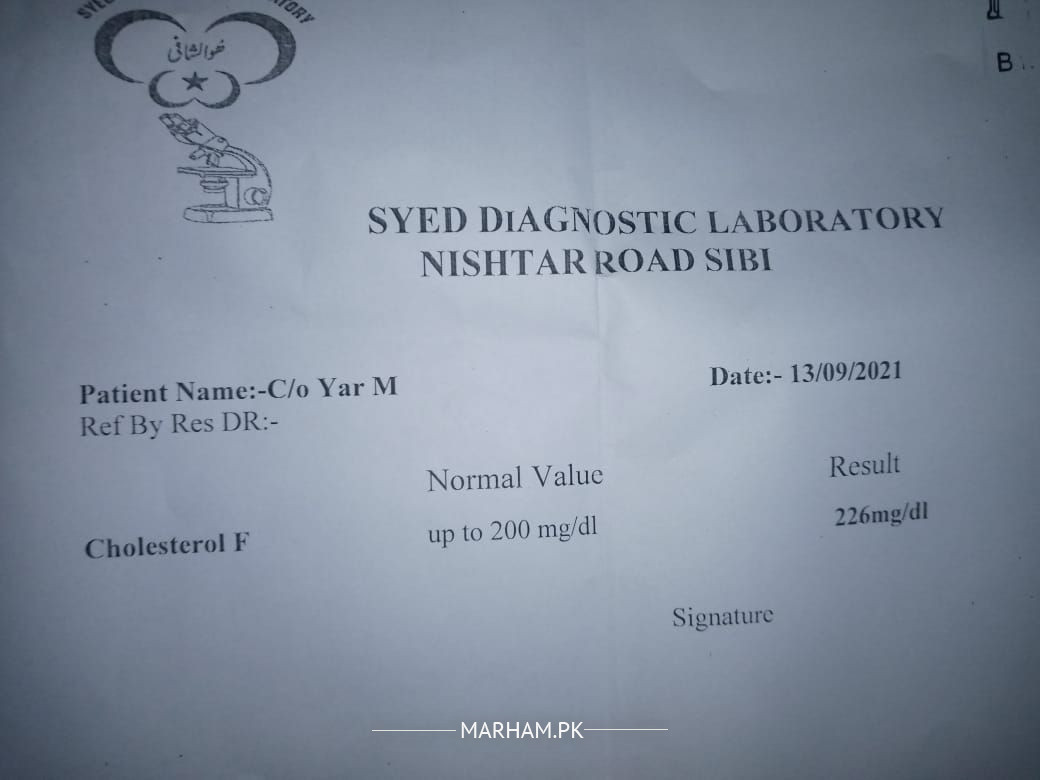 ھوالشافی
B
SYED DIAGNOSTIC LABORATORY
NISHTAR ROAD SIBI
Patient Name:-C/o Yar M
Date:- 13/09/2021
Ref By Res DR:-
Normal Value
Result
Cholesterol F
up to 200 mg/dl
226mg/dl
Signature
MARHAM.PK